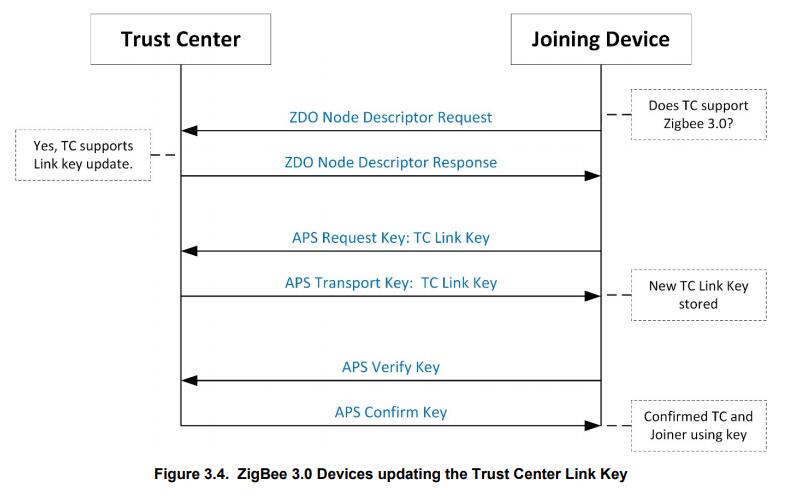 Trust Center
Joining Device
Does TC support
Zigbee 3.0?
ZDO Node Descriptor Request
Yes, TC supports
Link key update.
ZDO Node Descriptor Response
APS Request Key: TC Link Key
APS Transport Key: TC Link Key
New TC Link Key
stored
APS Verify Key
APS Confirm Key
Confirmed TC and
Joiner using key
Figure 3.4. ZigBee 3.0 Devices updating the Trust Center Link Key